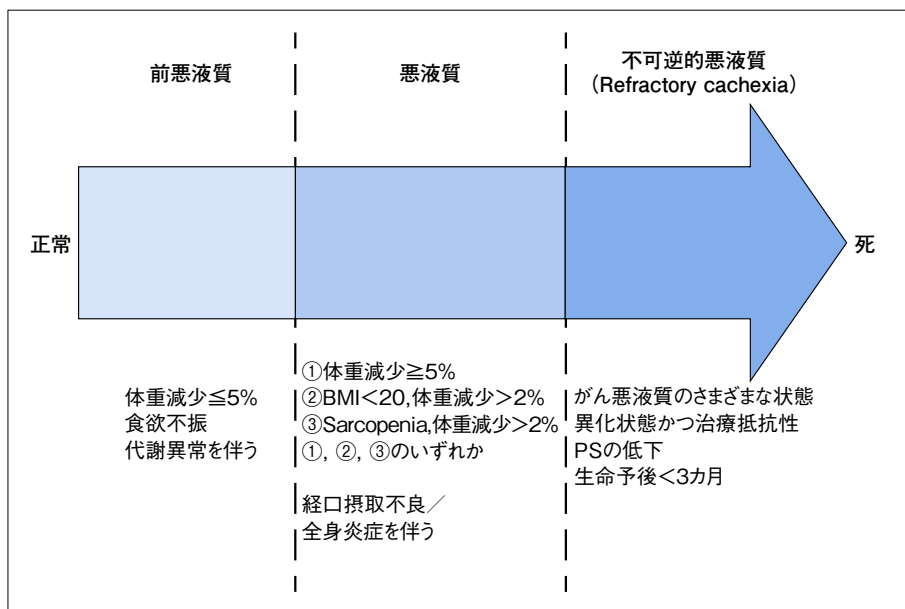 前悪液質
悪液質
不可逆的悪液質
（Refractory cachexia）
正常
死
体重減少≦5%
食欲不振
代謝異常を伴う
①体重減少≧5%
②BMI<20,体重減少>2%
③Sarcopenia,体重減少>2%
①, ②, ③のいずれか
経口摂取不良／
全身炎症を伴う
がん悪液質のさまざまな状態
異化状態かつ治療抵抗性
PSの低下
生命予後<3カ月